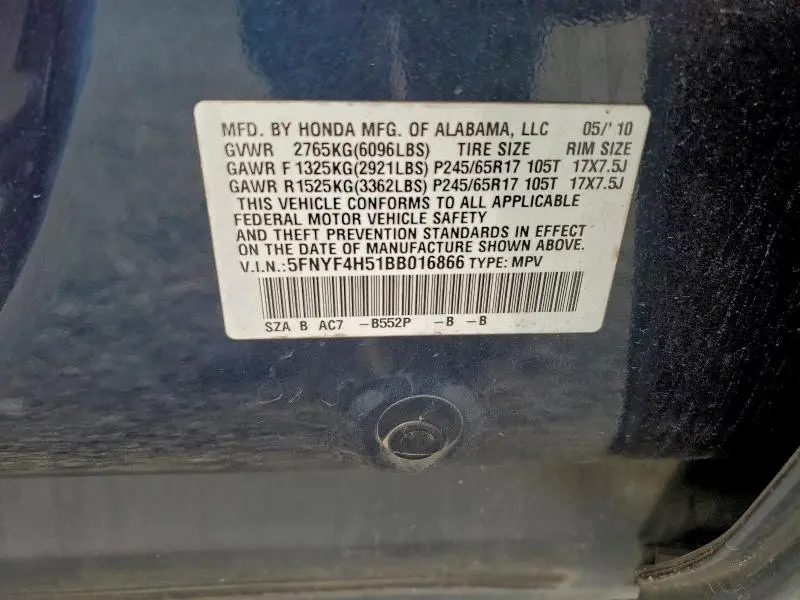 MFD. BY HONDA MFG. OF ALABAMA, LLC 05/'10
GVWR 2765KG(6096LBS) TIRE SIZE RIM SIZE
GAWR F1325KG(2921LBS) P245/65R17 105T 17X7.5J
GAWR R1525KG(3362LBS) P245/65R17 105T 17X7.5J
THIS VEHICLE CONFORMS TO ALL APPLICABLE
FEDERAL MOTOR VEHICLE SAFETY
AND THEFT PREVENTION STANDARDS IN EFFECT
ON THE DATE OF MANUFACTURE SHOWN ABOVE.
V.I.N.:5FNYF4H51BB016866 TYPE: MPV
SZA B AC7 -B552P -B -B